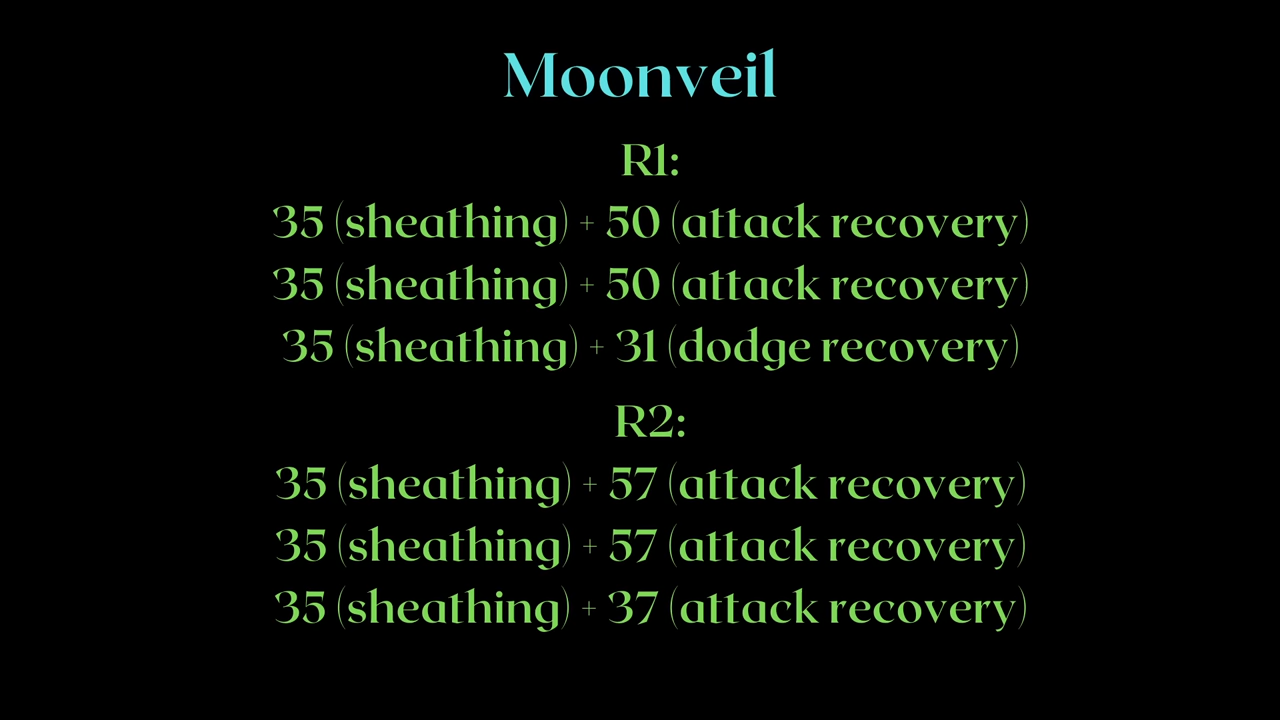 Moonveil
R1:
35 (sheathing) + 50 (attack recovery)
35 (sheathing) + 50 (attack recovery)
35 (sheathing) + 31 (dodge recovery)
R2:
35 (sheathing) + 57 (attack recovery)
35 (sheathing) + 57 (attack recovery)
35 (sheathing) + 37 (attack recovery)